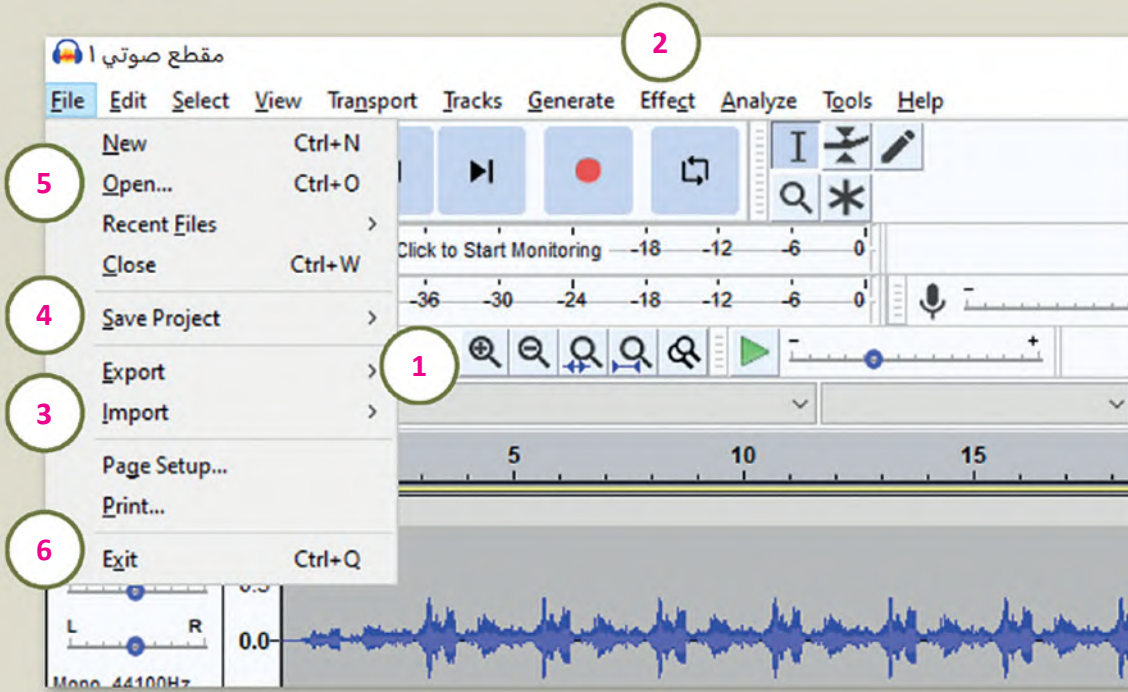 2
مقطع صوتي ١
File Edit Select View Transport Tracks Generate Effect Analyze Tools Help
New Ctrl+N
5
Open... Ctrl+O
Recent Files >
Close Ctrl+W
Click to Start Monitoring -18 -12 -6 0
4
Save Project >
-36 -30 -24 -18 -12 -6 0
- +
1
Export >
3
Import >
5 10 15
Page Setup...
Print...
6
Exit Ctrl+Q
L R
0.0
Mono, 44100Hz